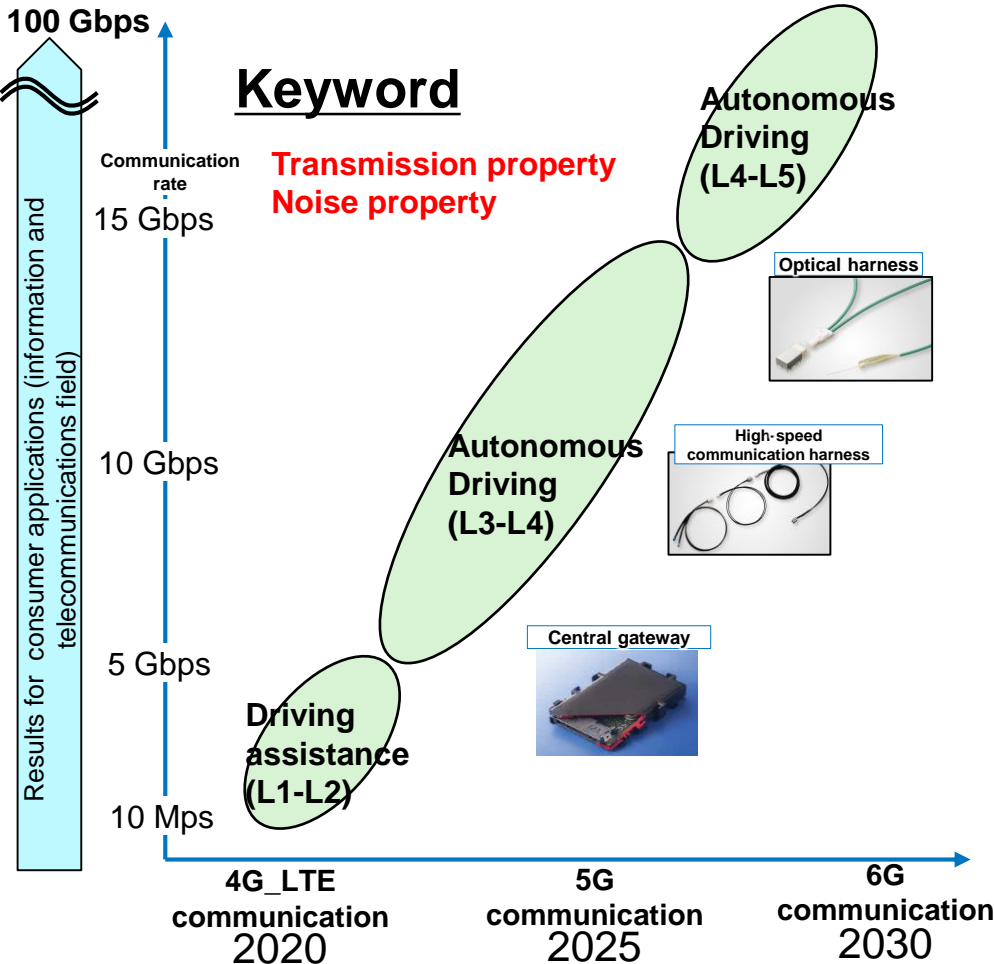 100 Gbps
Keyword
Communication
rate
Transmission property
Noise property
15 Gbps
10 Gbps
5 Gbps
10 Mps
Results for consumer applications (information and
telecommunications field)
Autonomous
Driving
(L4-L5)
Optical harness
Autonomous
Driving
(L3-L4)
High-speed
communication harness
Central gateway
Driving
assistance
(L1-L2)
4G_LTE
communication
2020
5G
communication
2025
6G
communication
2030